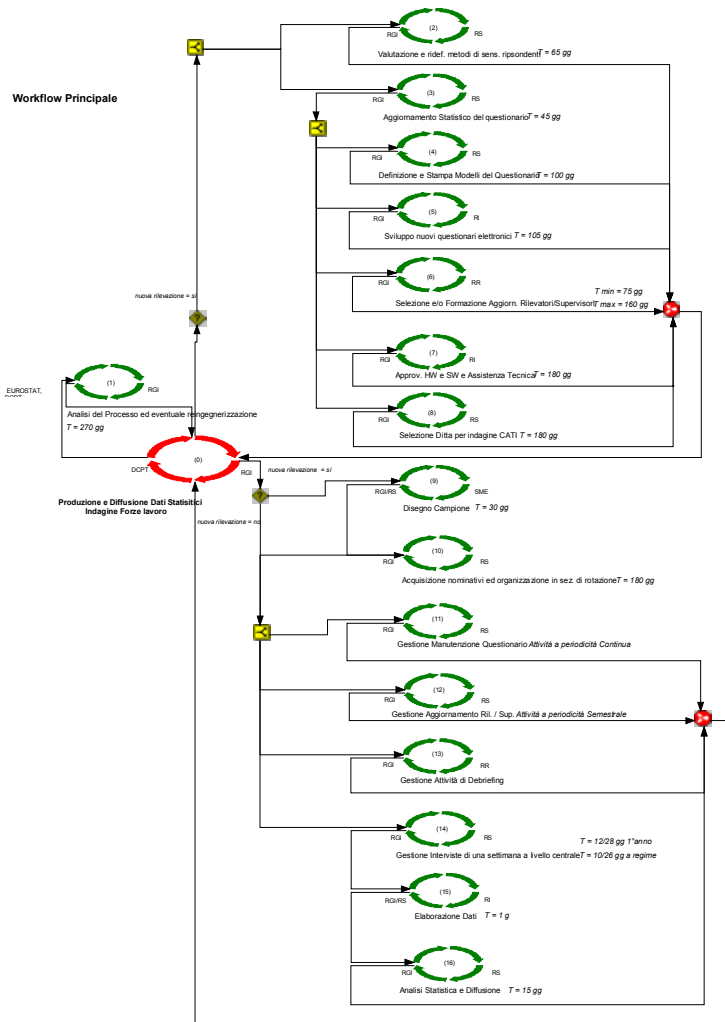 (2)
RGI
RS
Valutazione e ridef. metodi di sens. ripsondenti
T = 65 gg
Workflow Principale
(3)
RGI
RS
Aggiornamento Statistico del questionario
T = 45 gg
(4)
RGI
RS
Definizione e Stampa Modelli del Questionario
T = 100 gg
(5)
RGI
RI
Sviluppo nuovi questionari elettronici
T = 105 gg
(6)
RGI
RR
Selezione e/o Formazione Aggiorn. Rilevatori/Supervisori
T min = 75 gg
T max = 160 gg
nuova rilevazione = si
?
(7)
RGI
RI
Approv. HW e SW e Assistenza Tecnica
T = 180 gg
(1)
EUROSTAT,
RGI
Analisi del Processo ed eventuale reingegnerizzazione
T = 270 gg
(8)
RGI
RS
Selezione Ditta per indagine CATI
T = 180 gg
(0)
DCPT
RGI
Produzione e Diffusione Dati Statisitici
Indagine Forze lavoro
nuova rilevazione = si
?
nuova rilevazione = no
(9)
RGI/RS
SME
Disegno Campione
T = 30 gg
(10)
RGI
RS
Acquisizione nominativi ed organizzazione in sez. di rotazione
T = 180 gg
(11)
RGI
RS
Gestione Manutenzione Questionario Attività a periodicità Continua
(12)
RGI
RS
Gestione Aggiornamento Ril. / Sup. Attività a periodicità Semestrale
(13)
RGI
RR
Gestione Attività di Debriefing
(14)
RGI
RS
T = 12/28 gg 1°anno
Gestione Interviste di una settimana a livello centrale
T = 10/26 gg a regime
(15)
RGI/RS
RI
Elaborazione Dati
T = 1 g
(16)
RGI
RS
Analisi Statistica e Diffusione
T = 15 gg